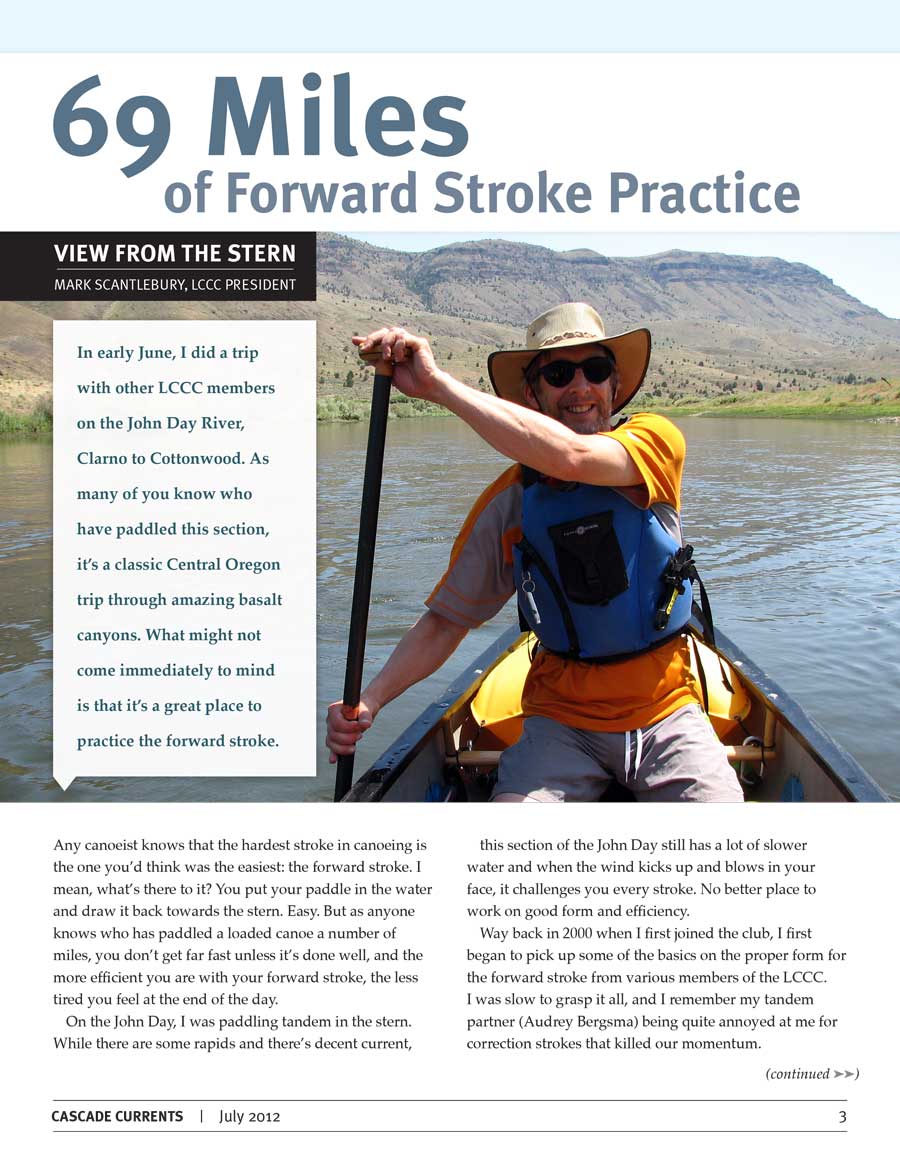 69 Miles
of Forward Stroke Practice
VIEW FROM THE STERN
MARK SCANTLEBURY, LCCC PRESIDENT
In early June, I did a trip
with other LCCC members
on the John Day River,
Clarno to Cottonwood. As
many of you know who
have paddled this section,
it’s a classic Central Oregon
trip through amazing basalt
canyons. What might not
come immediately to mind
is that it’s a great place to
practice the forward stroke.
Any canoeist knows that the hardest stroke in canoeing is
the one you’d think was the easiest: the forward stroke. I
mean, what’s there to it? You put your paddle in the water
and draw it back towards the stern. Easy. But as anyone
knows who has paddled a loaded canoe a number of
miles, you don’t get far fast unless it’s done well, and the
more efficient you are with your forward stroke, the less
tired you feel at the end of the day.
On the John Day, I was paddling tandem in the stern.
While there are some rapids and there’s decent current,
this section of the John Day still has a lot of slower
water and when the wind kicks up and blows in your
face, it challenges you every stroke. No better place to
work on good form and efficiency.
Way back in 2000 when I first joined the club, I first
began to pick up some of the basics on the proper form for
the forward stroke from various members of the LCCC.
I was slow to grasp it all, and I remember my tandem
partner (Audrey Bergsma) being quite annoyed at me for
correction strokes that killed our momentum.
(continued ➤➤)
CASCADE CURRENTS | July 2012 3